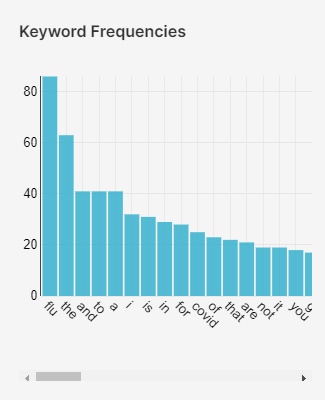 Keyword Frequencies
80
60
40
20
0
flu
the
and
to
a
i
is
in
for
covid
of
that
are
not
it
you